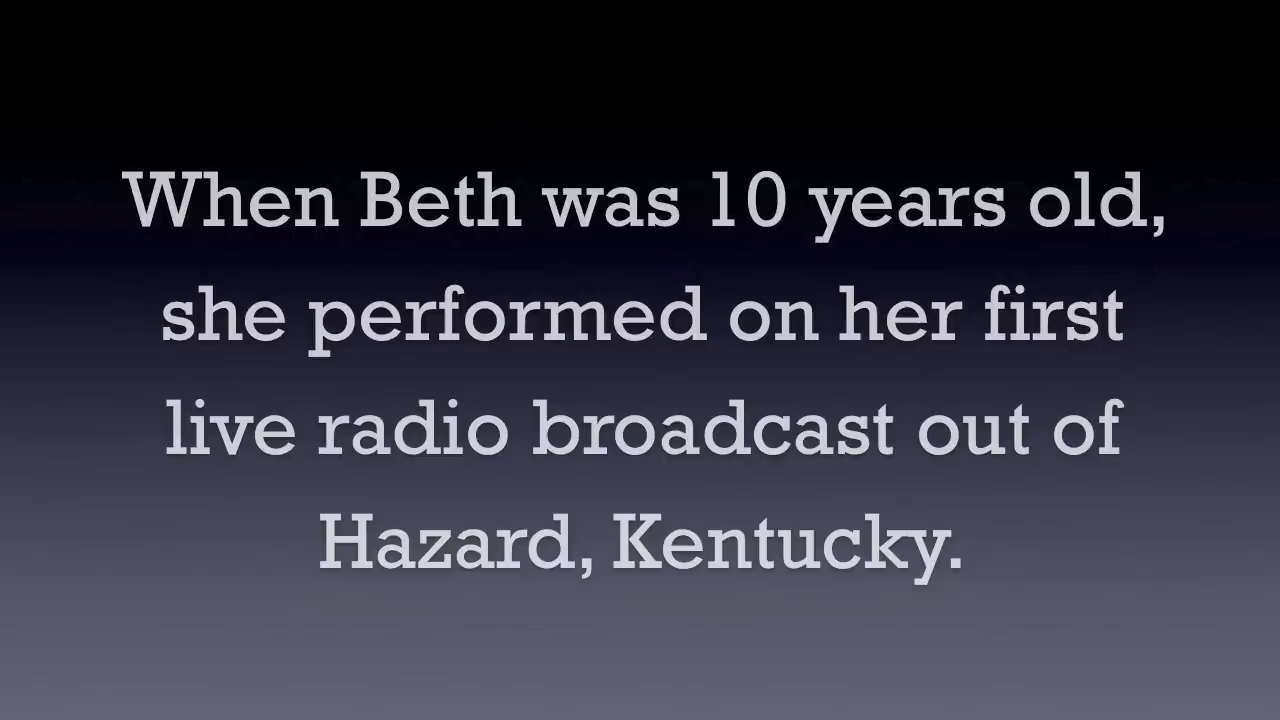 When Beth was 10 years old,
she performed on her first
live radio broadcast out of
Hazard, Kentucky.